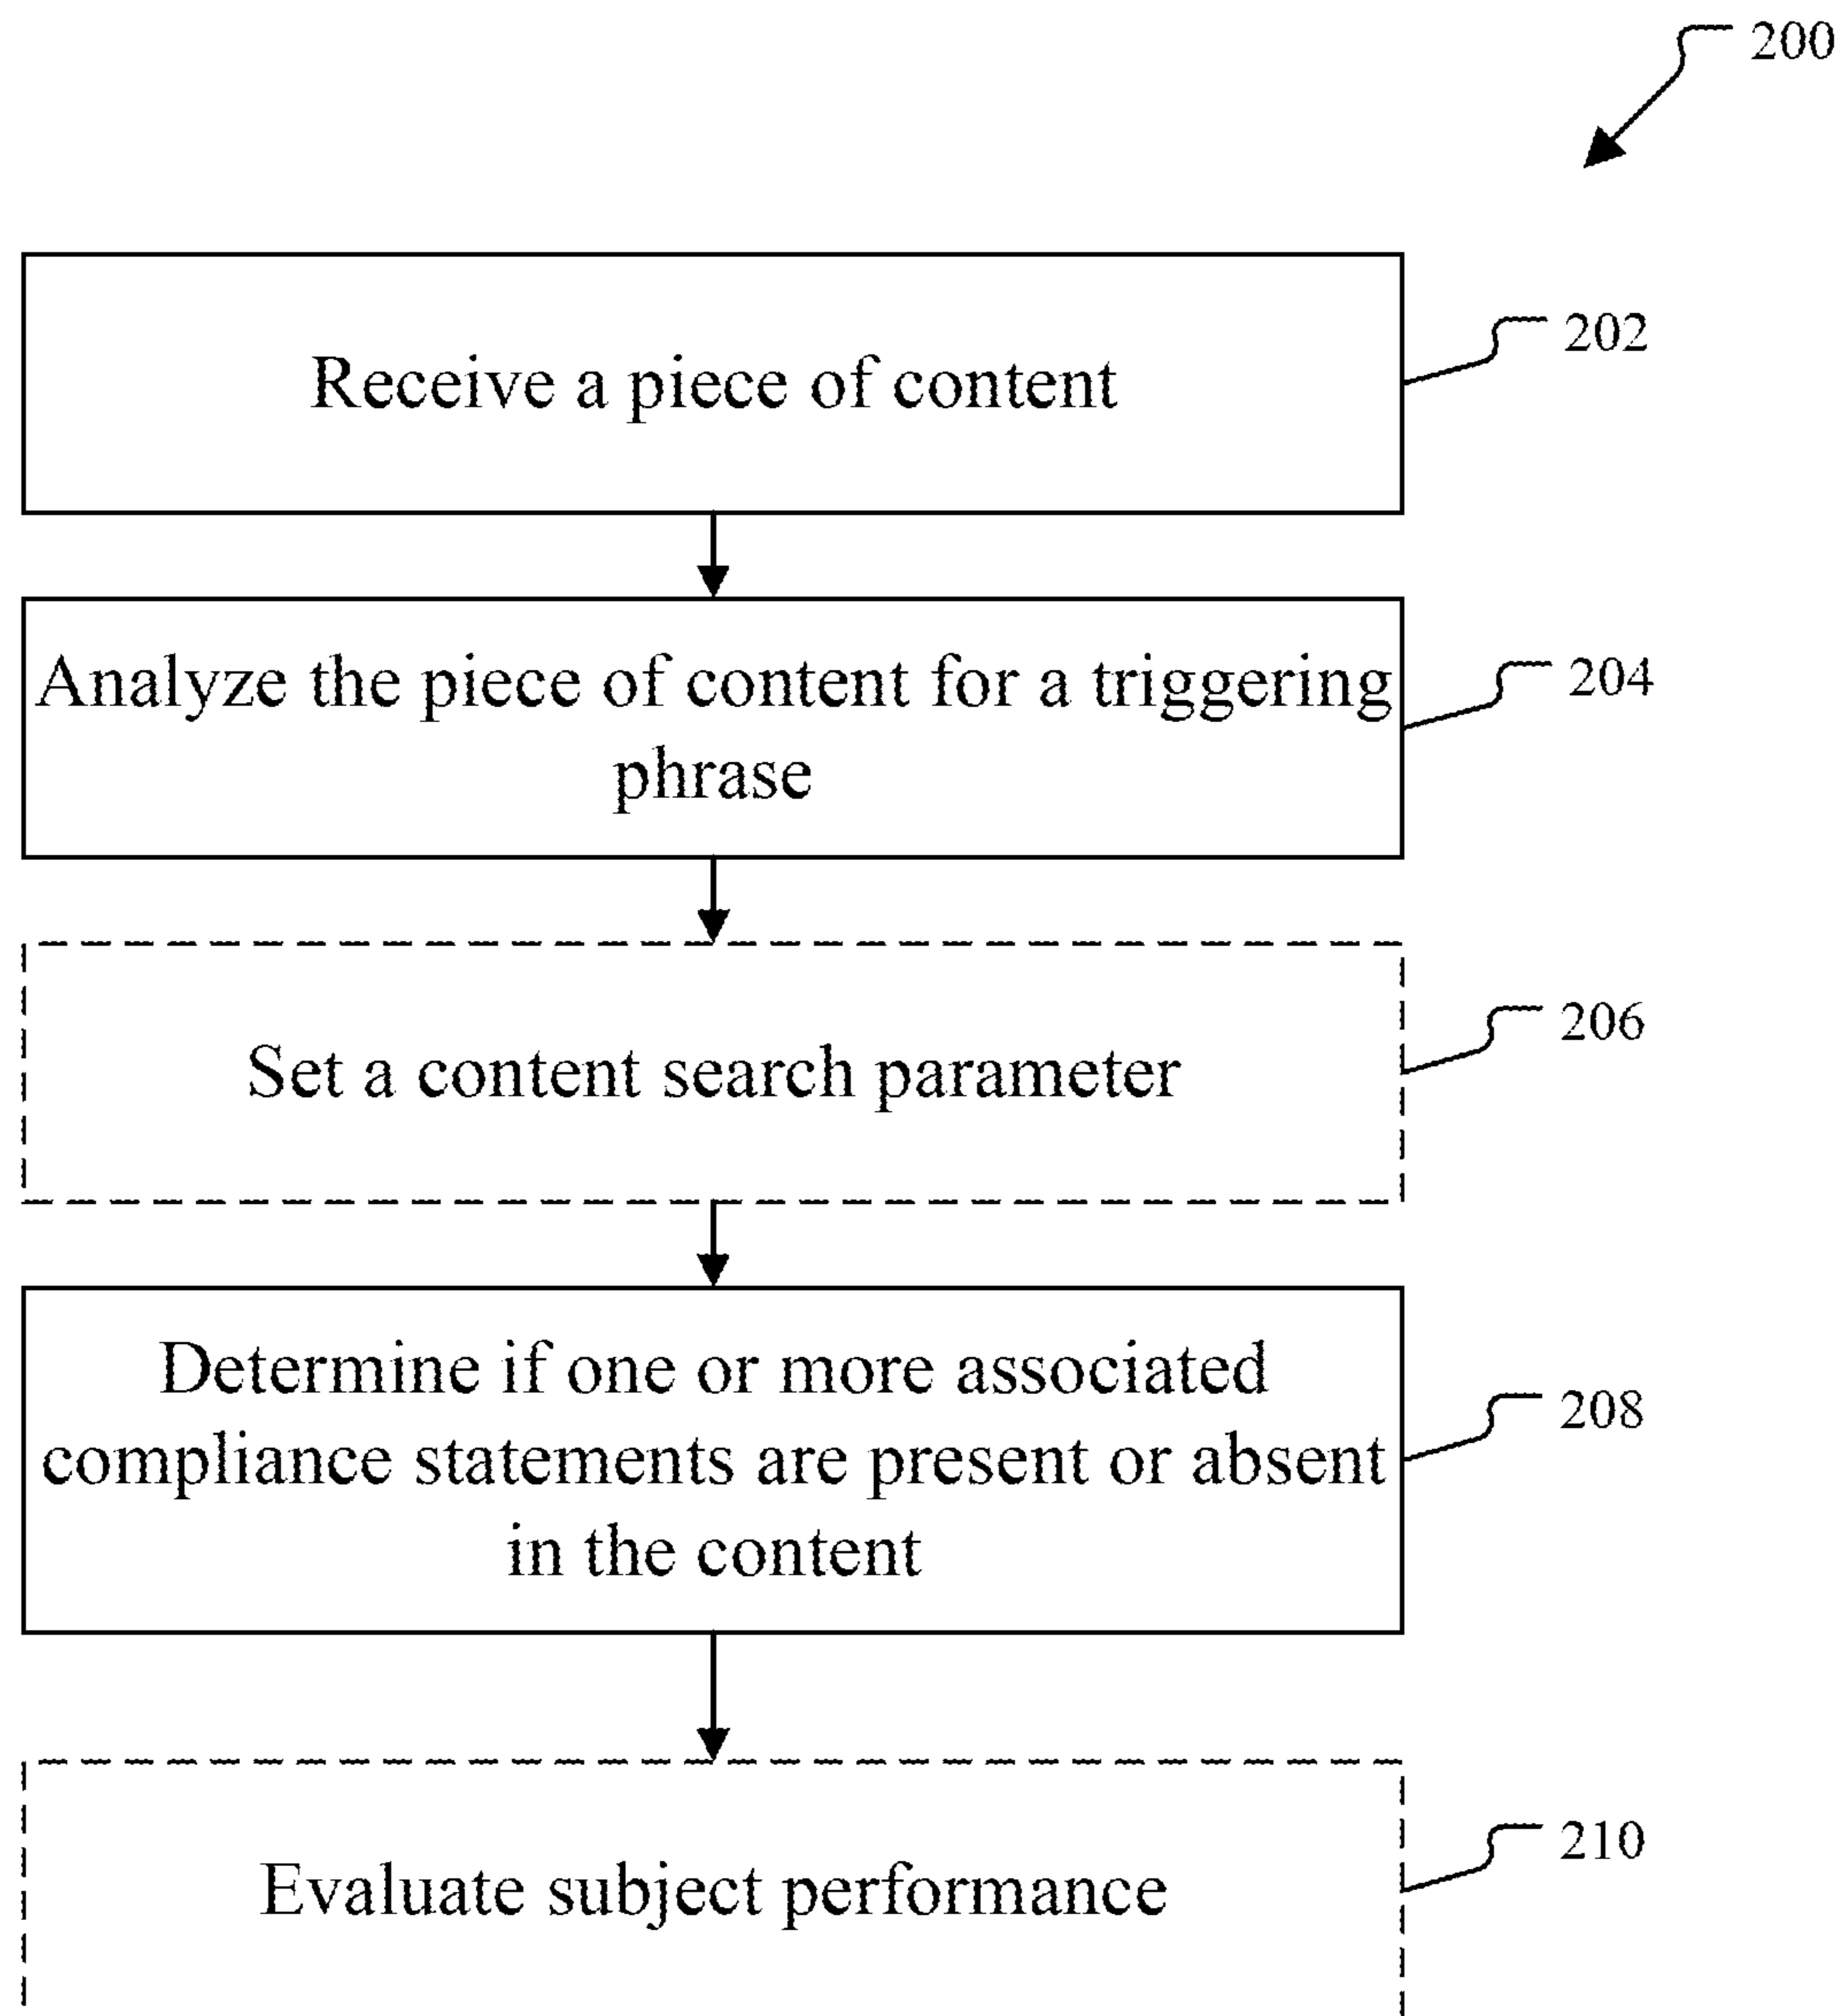 200
Receive a piece of content
202
Analyze the piece of content for a triggering
phrase
204
Set a content search parameter
206
Determine if one or more associated
compliance statements are present or absent
in the content
208
Evaluate subject performance
210